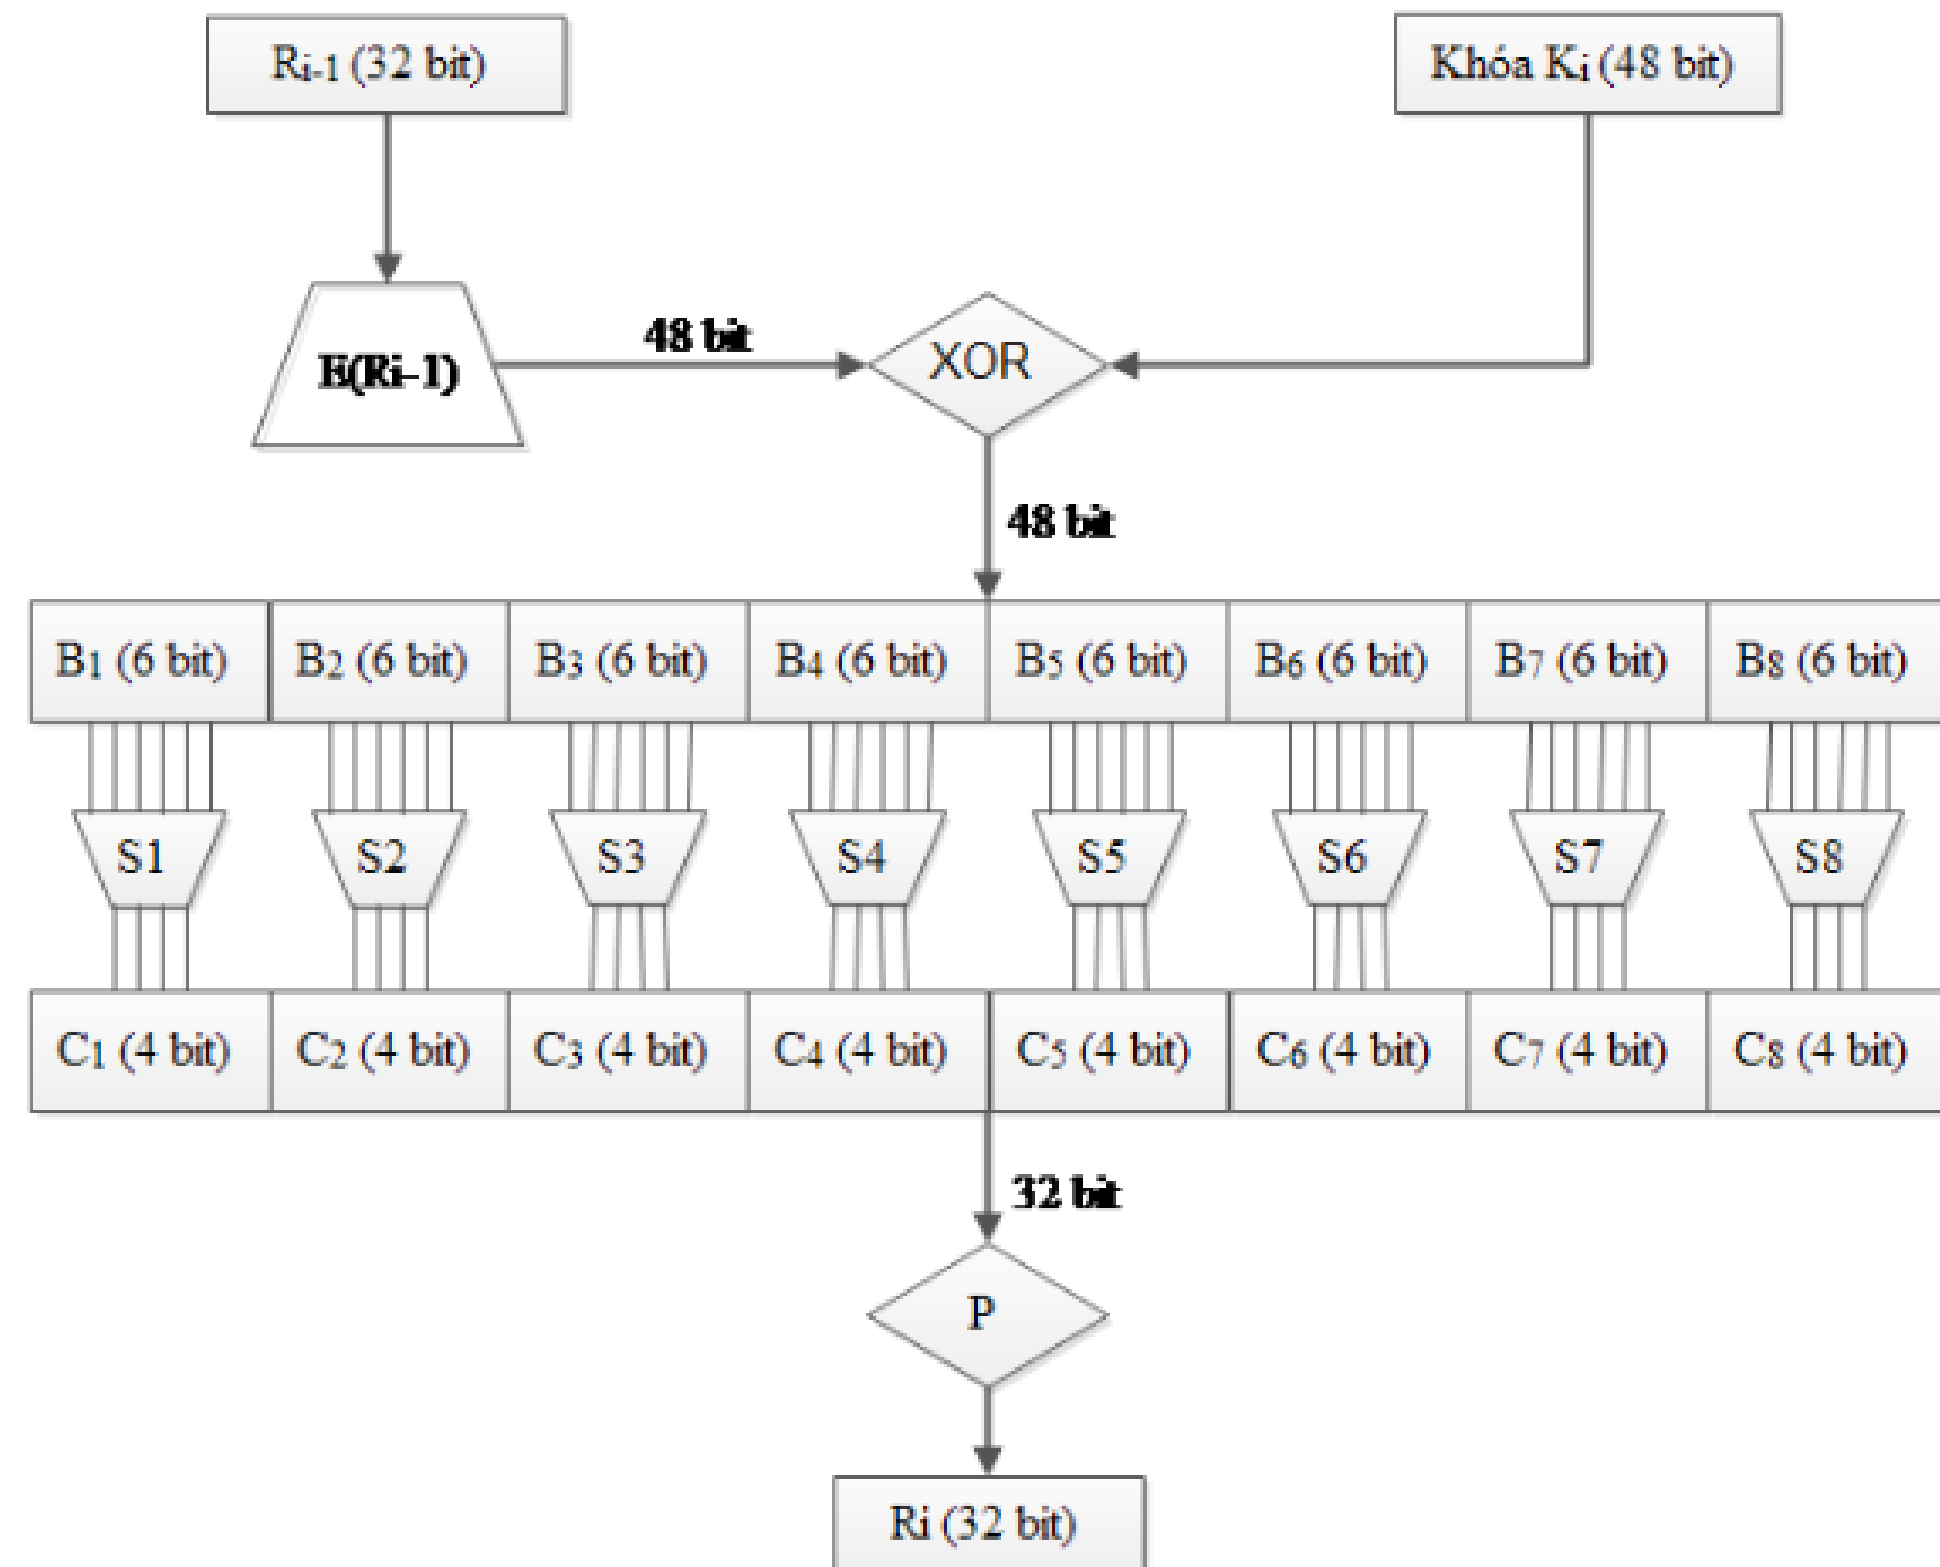 Ri-1 (32 bit)
Khóa Ki (48 bit)
E(Ri-1)
48 bit
XOR
48 bit
B1 (6 bit) B2 (6 bit) B3 (6 bit) B4 (6 bit) B5 (6 bit) B6 (6 bit) B7 (6 bit) B8 (6 bit)
S1 S2 S3 S4 S5 S6 S7 S8
C1 (4 bit) C2 (4 bit) C3 (4 bit) C4 (4 bit) C5 (4 bit) C6 (4 bit) C7 (4 bit) C8 (4 bit)
32 bit
P
Ri (32 bit)